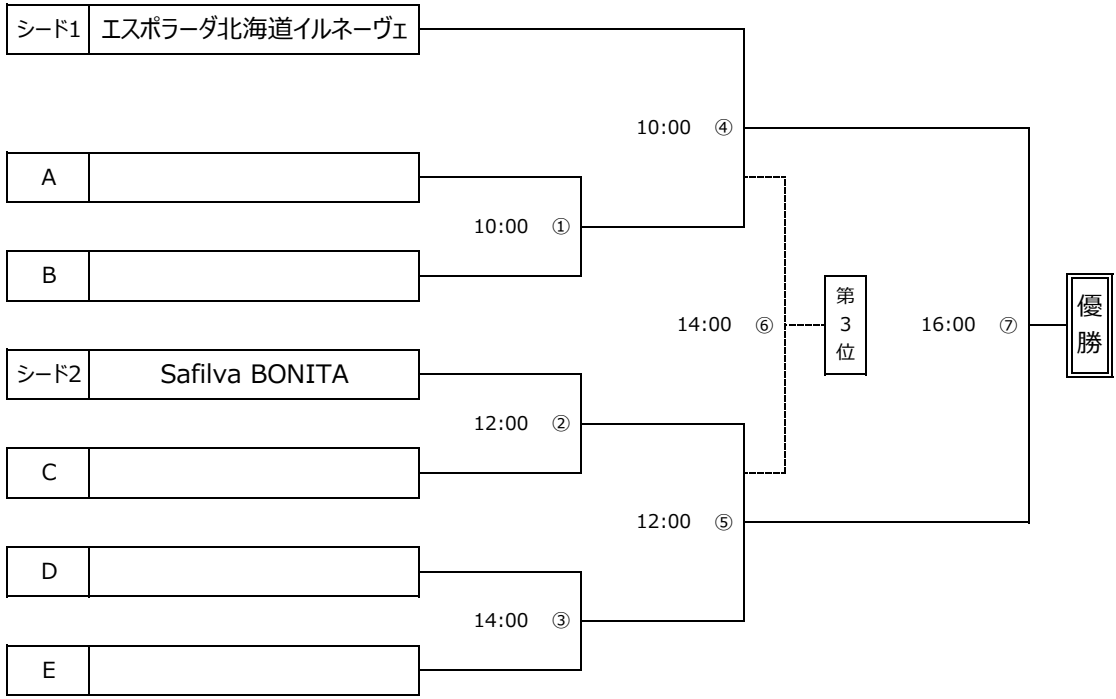 シード1 エスポラーダ北海道イルネーヴェ
10:00 ④
A
10:00 ①
B
第3位
14:00 ⑥
16:00 ⑦
優勝
シード2 Safilva BONITA
12:00 ②
C
12:00 ⑤
D
14:00 ③
E